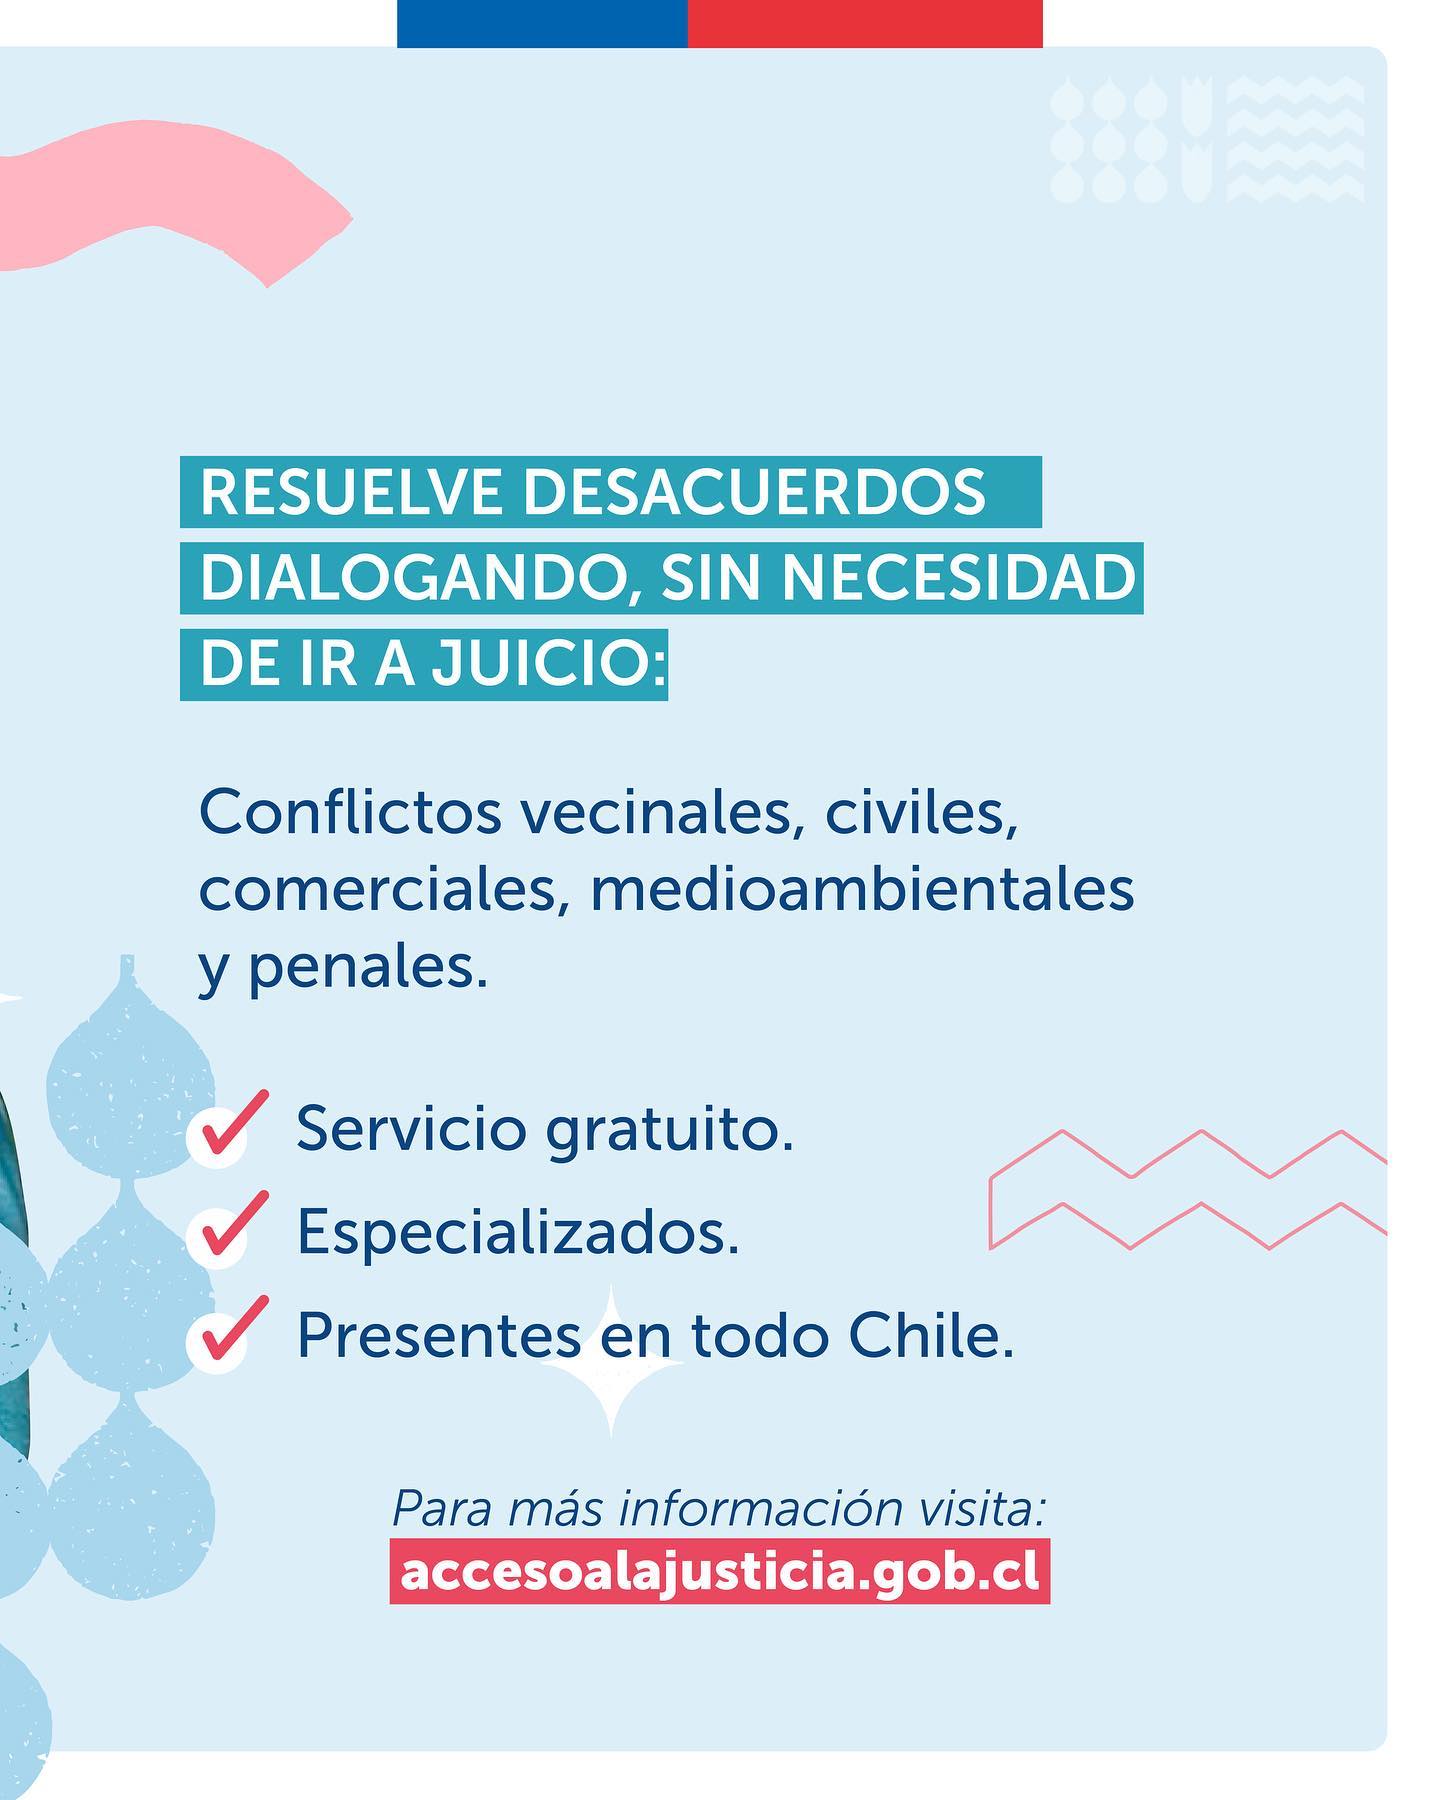 RESUELVE DESACUERDOS
DIALOGANDO, SIN NECESIDAD
DE IR A JUICIO:
Conflictos vecinales, civiles,
comerciales, medioambientales
y penales.
Servicio gratuito.
Especializados.
Presentes en todo Chile.
Para más información visita:
accesoalajusticia.gob.cl